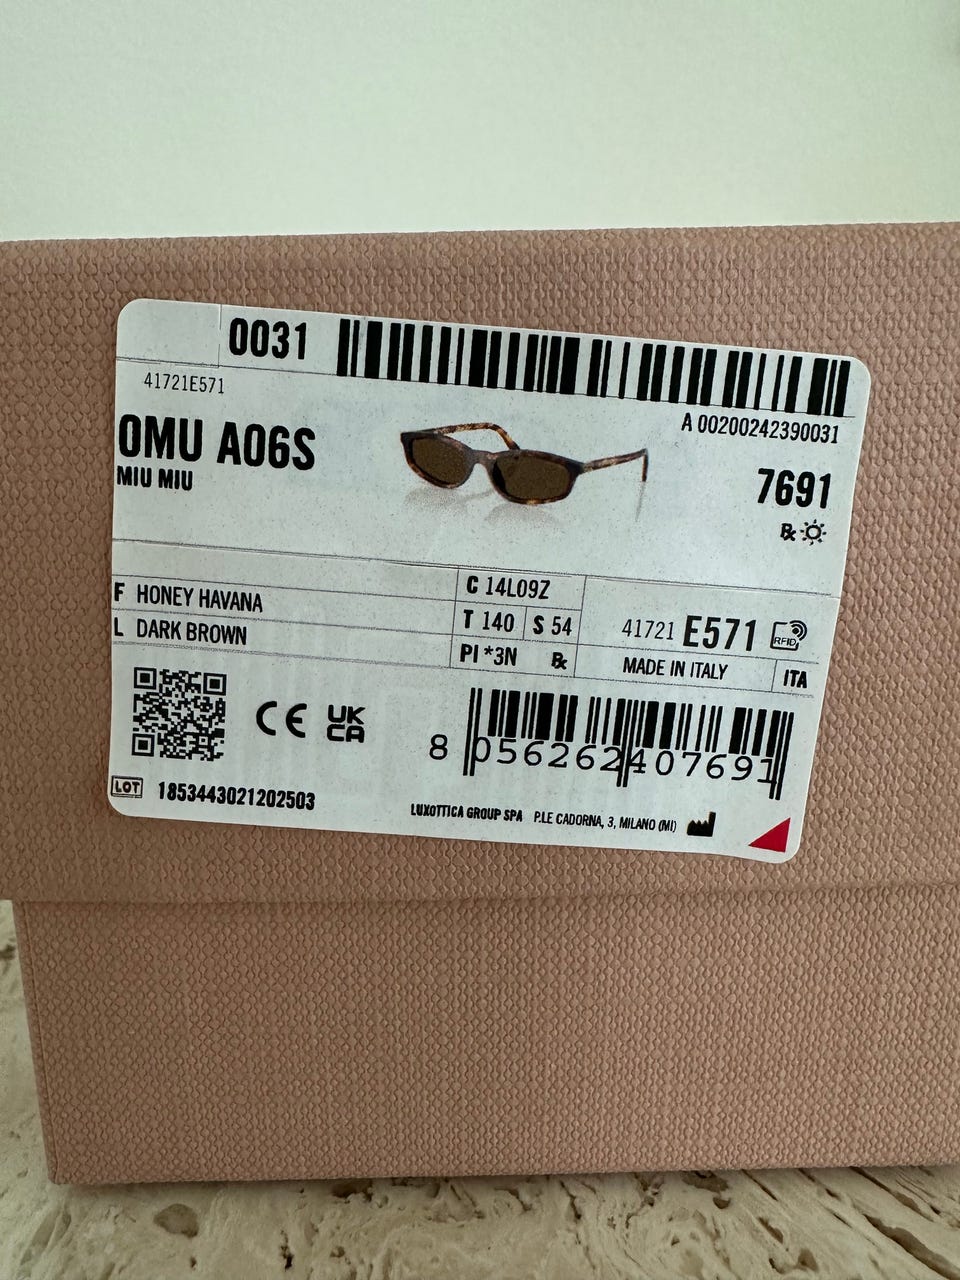 0031
41721E571
A 00200242390031
0MU A06S
MIU MIU
7691
F HONEY HAVANA
L DARK BROWN
C 14L09Z
T 140 S 54
PI *3N ℞
41721 E571 RFID
MADE IN ITALY ITA
CE UK CA
8 056262 407691
LOT 1853443021202503
LUXOTTICA GROUP SPA P.LE CADORNA, 3, MILANO (MI)